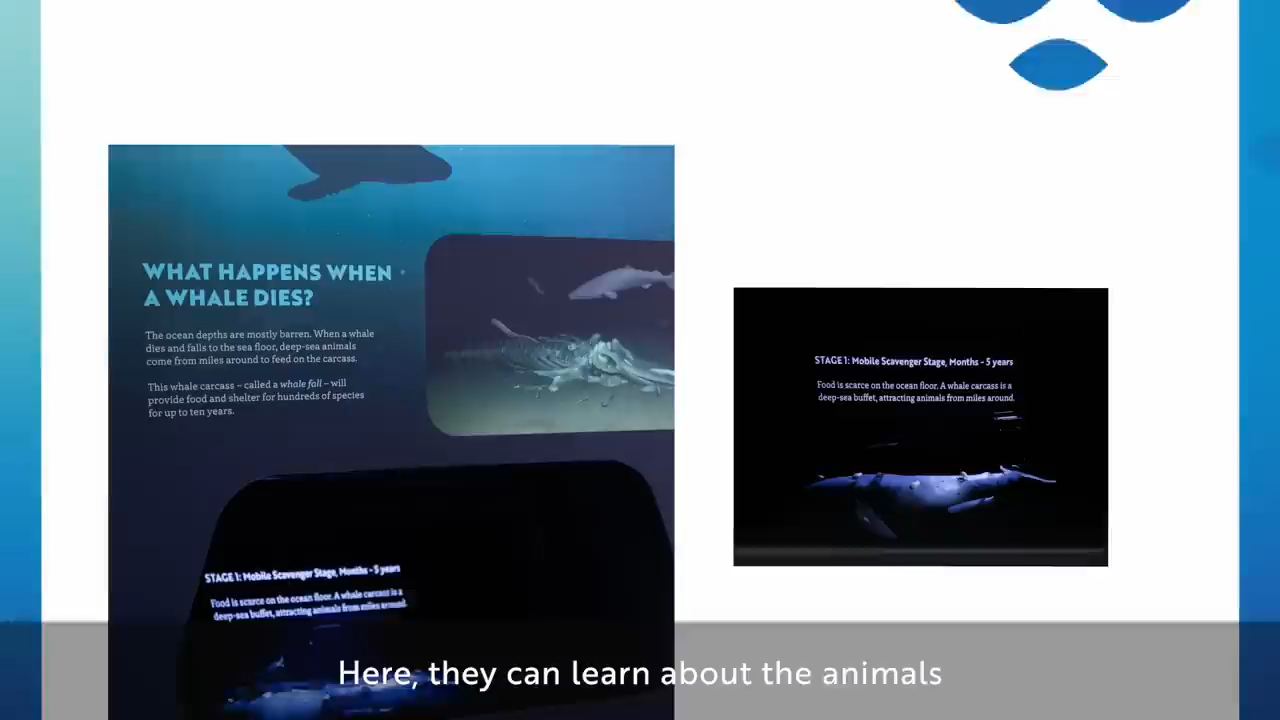 WHAT HAPPENS WHEN
A WHALE DIES?
The ocean depths are mostly barren. When a whale
dies and falls to the sea floor, deep-sea animals
come from miles around to feed on the carcass.
This whale carcass – called a whale fall – will
provide food and shelter for hundreds of species
for up to ten years.
STAGE 1: Mobile Scavenger Stage, Months - 5 years
Food is scarce on the ocean floor. A whale carcass is a
deep-sea buffet, attracting animals from miles around.
STAGE 1: Mobile Scavenger Stage, Months - 5 years
Food is scarce on the ocean floor. A whale carcass is a
deep-sea buffet, attracting animals from miles around.
Here, they can learn about the animals